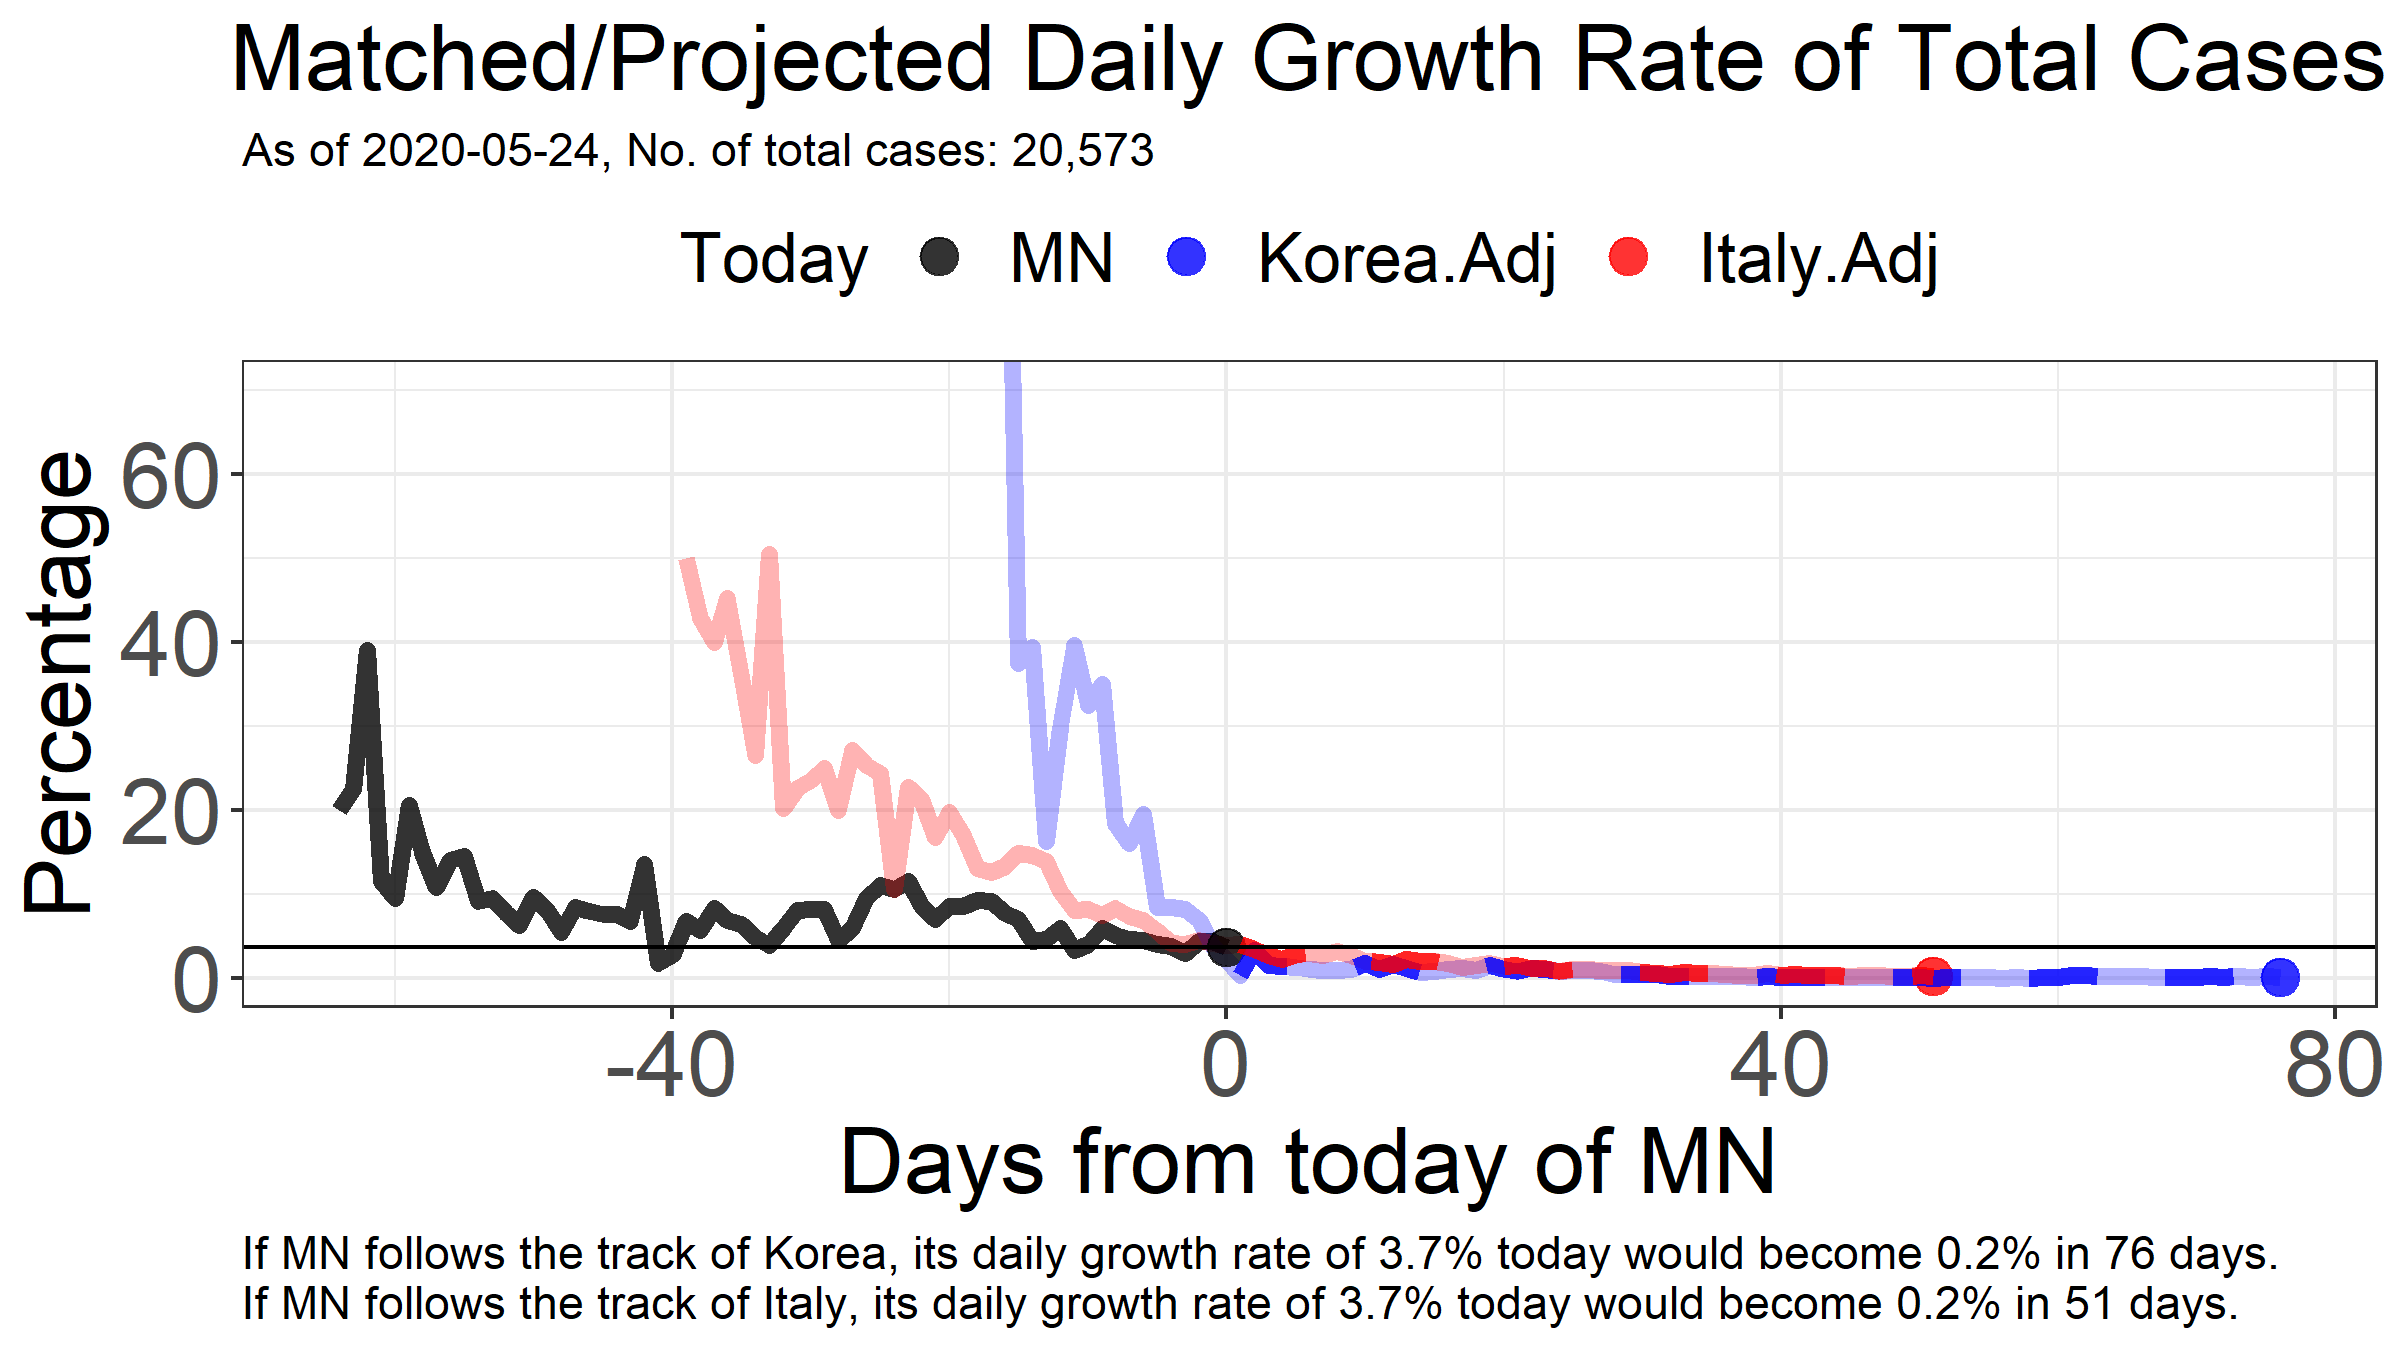 Matched/Projected Daily Growth Rate of Total Cases
As of 2020-05-24, No. of total cases: 20,573
Today MN Korea.Adj Italy.Adj
Percentage
60
40
20
0
-40 0 40 80
Days from today of MN
If MN follows the track of Korea, its daily growth rate of 3.7% today would become 0.2% in 76 days.
If MN follows the track of Italy, its daily growth rate of 3.7% today would become 0.2% in 51 days.